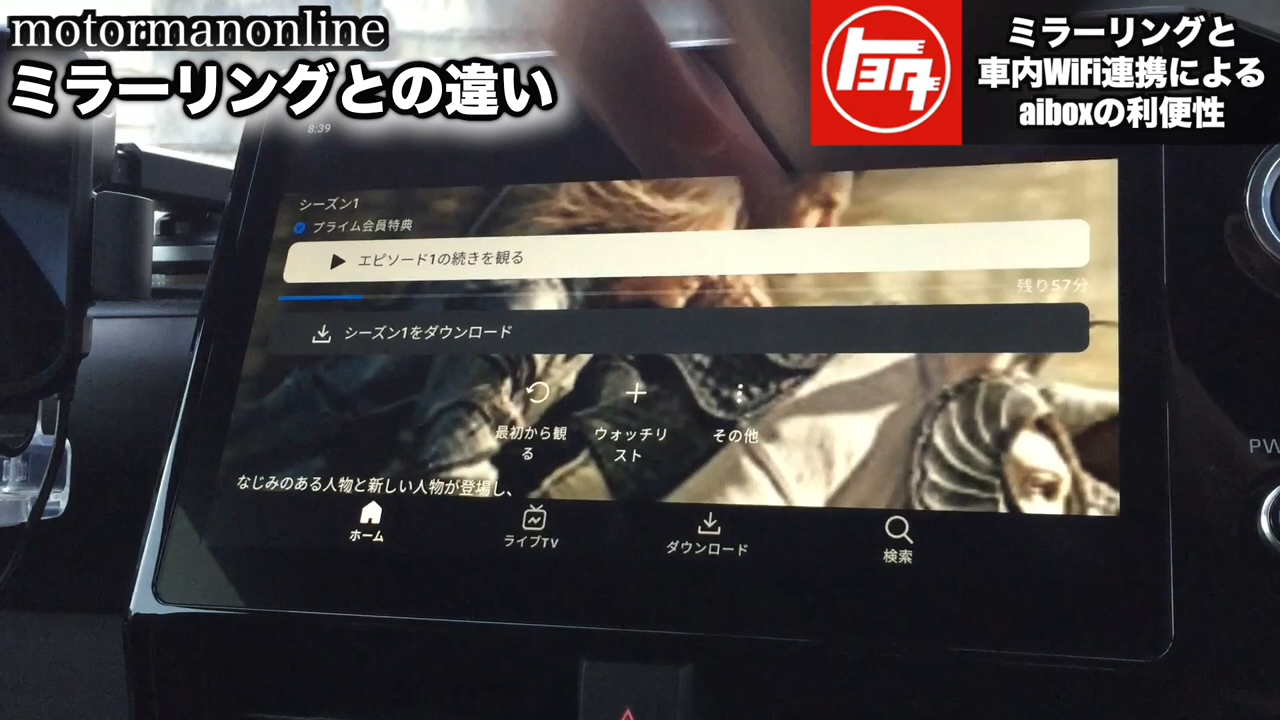 motormanonline
ミラーリングとの違い
トヨタ
ミラーリングと
車内WiFi連携による
aiboxの利便性
8:39
シーズン1
プライム会員特典
エピソード1の続きを観る
残り57分
シーズン1をダウンロード
最初から観
る
ウォッチリ
スト
その他
なじみのある人物と新しい人物が登場し、
ホーム
ライブTV
ダウンロード
検索
PW